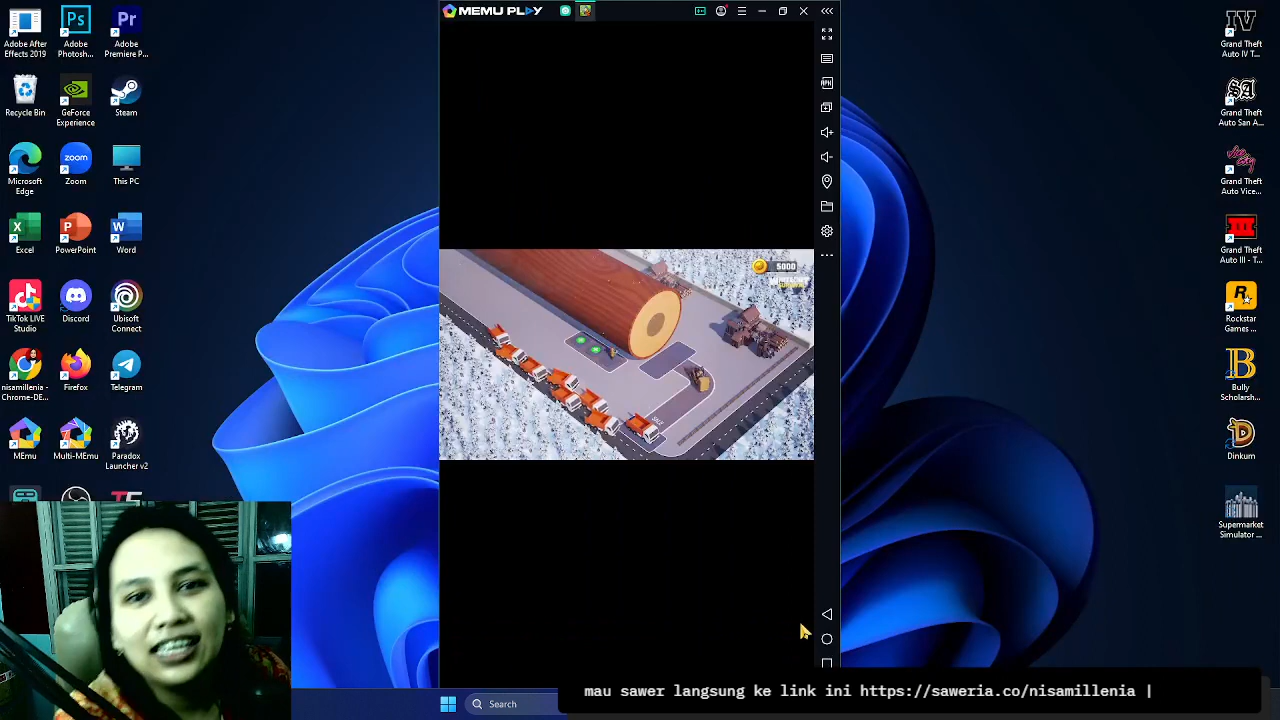 MEMU PLAY
Adobe After
Effects 2019
Adobe
Photosh...
Adobe
Premiere P...
Recycle Bin
GeForce
Experience
Steam
Microsoft
Edge
Zoom
This PC
Excel
PowerPoint
Word
TikTok LIVE
Studio
Discord
Ubisoft
Connect
nisamillenia
- Chrome-ME...
Firefox
Telegram
MEmu
Multi-MEmu
Paradox
Launcher v2
5000
SKIP
Grand Theft
Auto IV T...
Grand Theft
Auto San A...
Grand Theft
Auto Vice...
Grand Theft
Auto III - T...
Rockstar
Games ...
Bully
Scholarsh...
Dinkum
Supermarket
Simulator ...
Search
mau sawer langsung ke link ini https://saweria.co/nisamillenia |